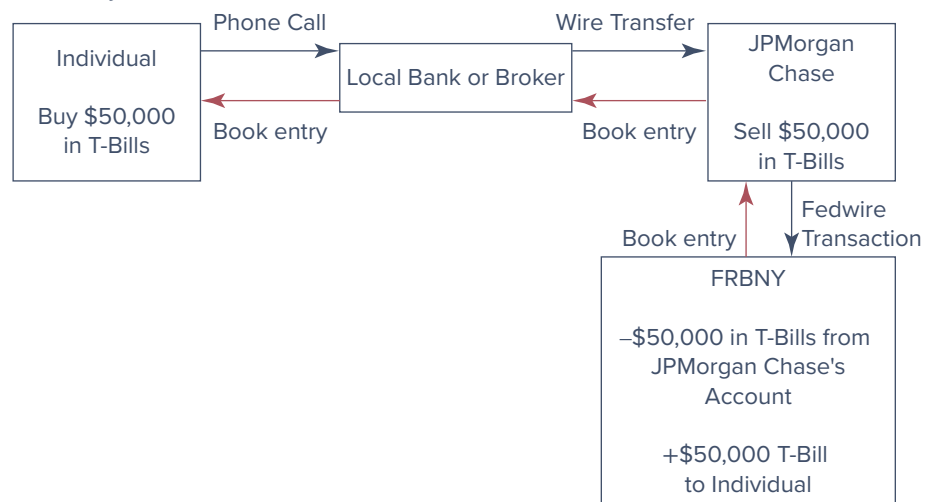 Phone Call
Wire Transfer
Individual
Buy $50,000
in T-Bills
Local Bank or Broker
JPMorgan
Chase
Sell $50,000
in T-Bills
Book entry
Book entry
Fedwire
Transaction
Book entry
FRBNY
–$50,000 in T-Bills from
JPMorgan Chase's
Account
+$50,000 T-Bill
to Individual